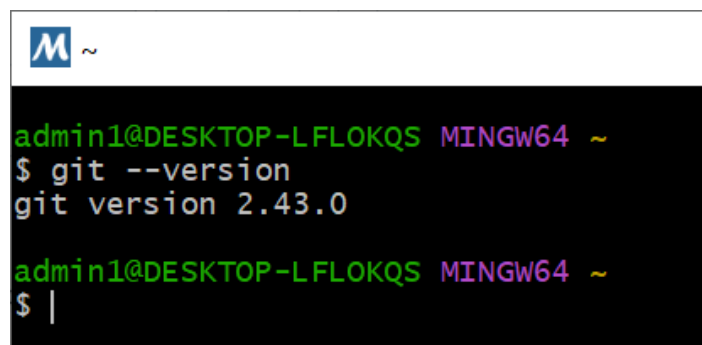 ~
admin1@DESKTOP-LFLOKQS MINGW64 ~
$ git --version
git version 2.43.0
admin1@DESKTOP-LFLOKQS MINGW64 ~
$